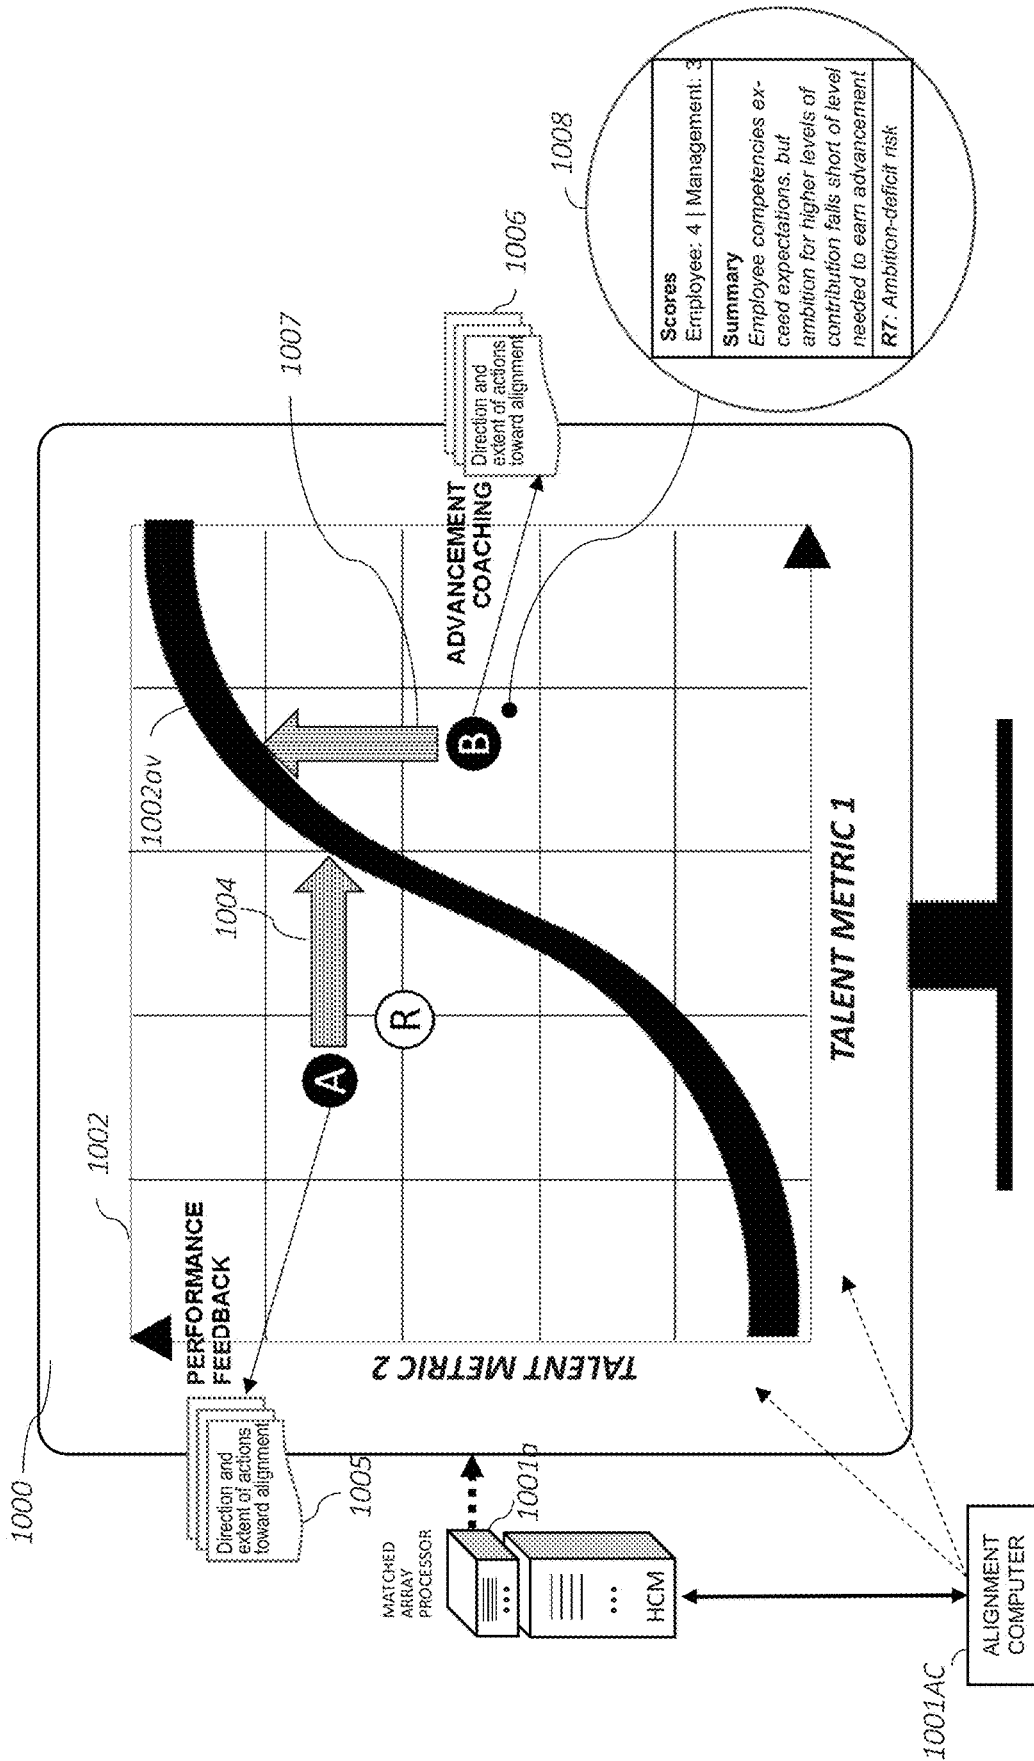 1000
1002
PERFORMANCE
FEEDBACK
Direction and
extent of actions
toward alignment
1005
A
1004
R
1002av
1007
B
ADVANCEMENT
COACHING
Direction and
extent of actions
toward alignment
1006
1008
Scores
Employee: 4 | Management: 3
Summary
Employee competencies ex-
ceed expectations, but
ambition for higher levels of
contribution falls short of level
needed to earn advancement
R7: Ambition-deficit risk
TALENT METRIC 2
TALENT METRIC 1
MATCHED
ARRAY
PROCESSOR
1001a
HCM
1001AC
ALIGNMENT
COMPUTER